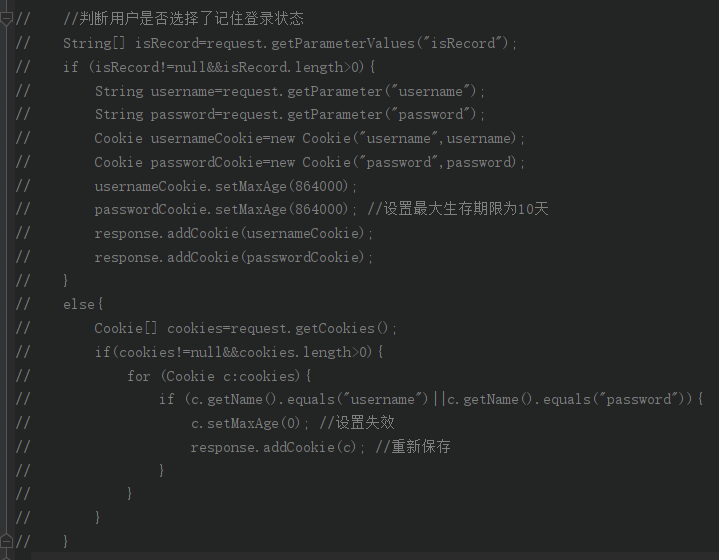 //    //判断用户是否选择了记住登录状态
//    String[] isRecord=request.getParameterValues("isRecord");
//    if (isRecord!=null&&isRecord.length>0){
//        String username=request.getParameter("username");
//        String password=request.getParameter("password");
//        Cookie usernameCookie=new Cookie("username",username);
//        Cookie passwordCookie=new Cookie("password",password);
//        usernameCookie.setMaxAge(864000);
//        passwordCookie.setMaxAge(864000); //设置最大生存期限为10天
//        response.addCookie(usernameCookie);
//        response.addCookie(passwordCookie);
//    }
//    else{
//        Cookie[] cookies=request.getCookies();
//        if(cookies!=null&&cookies.length>0){
//            for (Cookie c:cookies){
//                if (c.getName().equals("username")||c.getName().equals("password")){
//                    c.setMaxAge(0); //设置失效
//                    response.addCookie(c); //重新保存
//                }
//            }
//        }
//    }